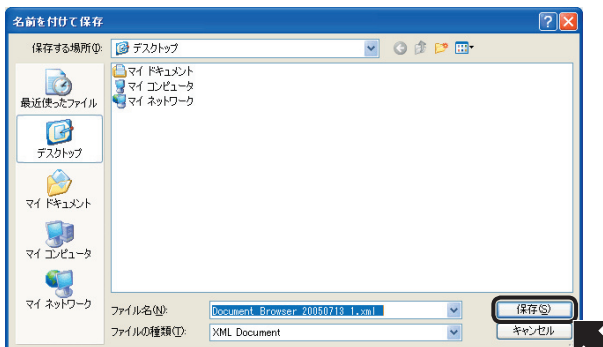 名前を付けて保存
保存する場所(I):
デスクトップ
マイ ドキュメント
マイ コンピュータ
マイ ネットワーク
最近使ったファイル
デスクトップ
マイ ドキュメント
マイ コンピュータ
マイ ネットワーク
ファイル名(N):
Document Browser 20050713 1.xml
保存(S)
ファイルの種類(T):
XML Document
キャンセル